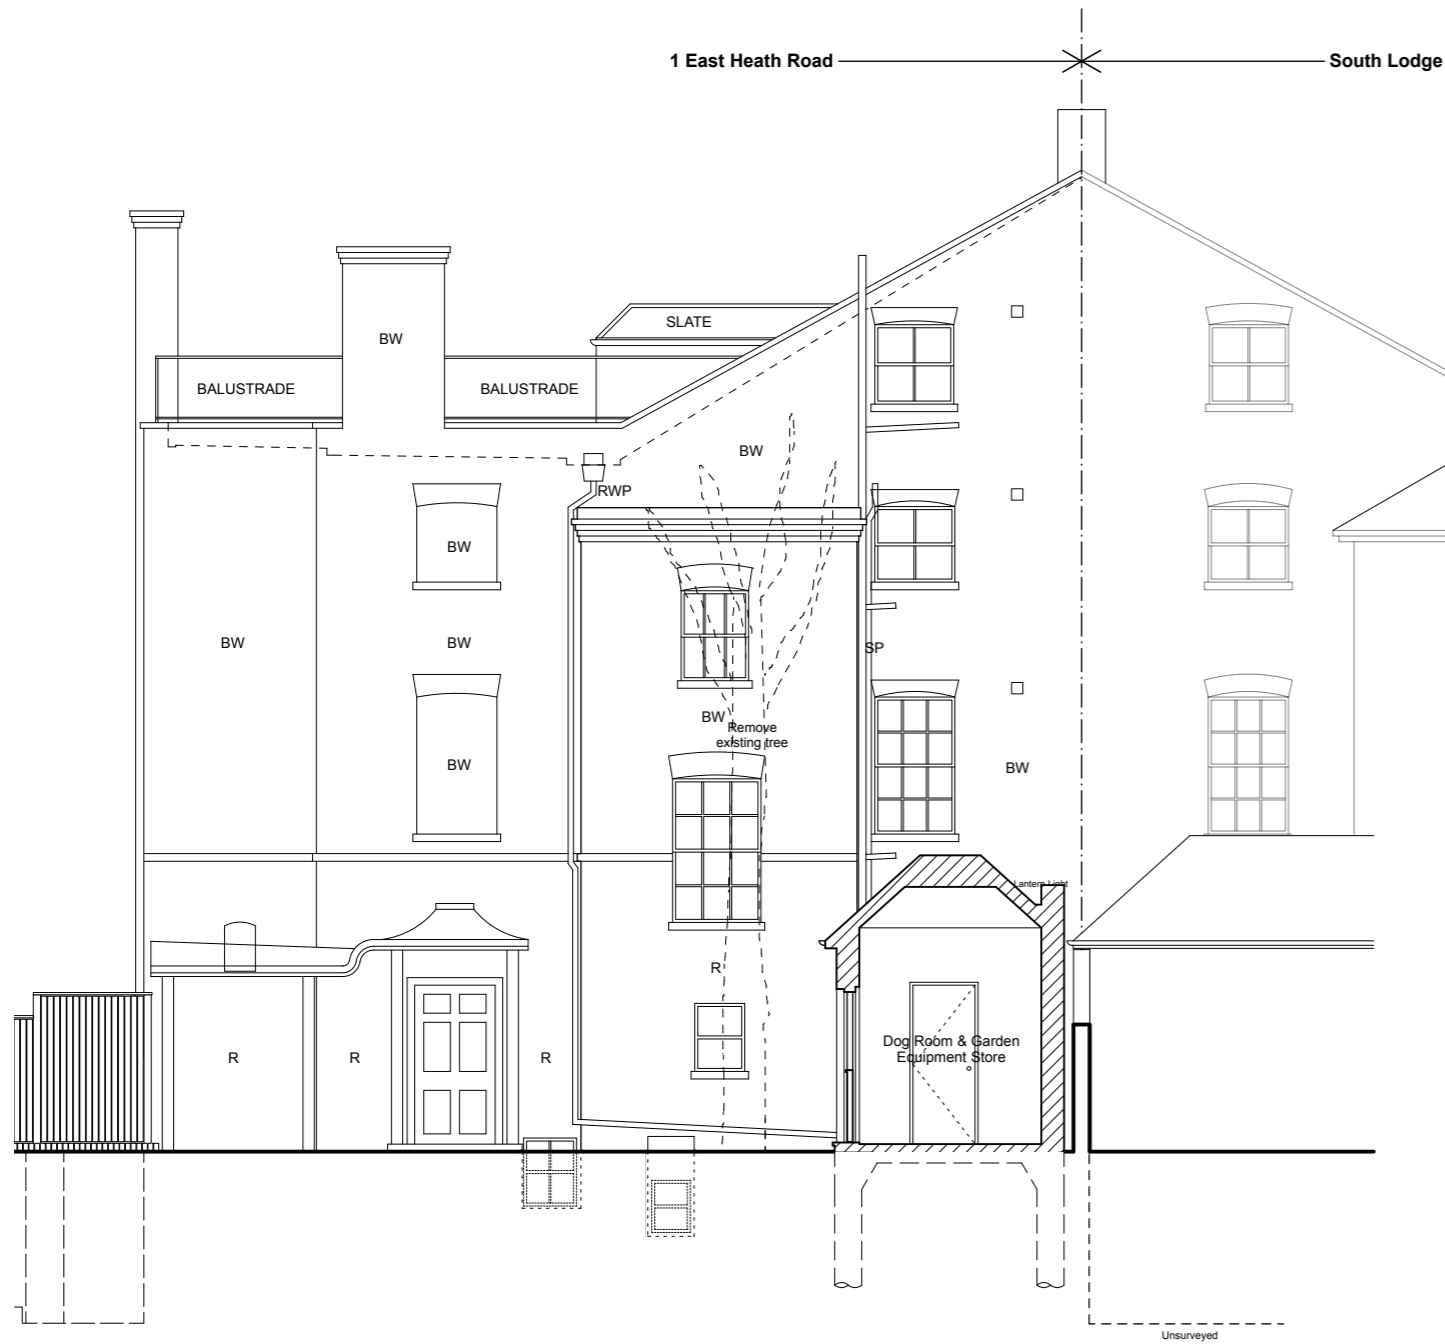 1 East Heath Road
South Lodge
SLATE
BW
BALUSTRADE
BALUSTRADE
BW
RWP
BW
BW
BW
SP
BW
Remove
existing tree
BW
BW
Lantern Light
R
Dog Room & Garden
Equipment Store
R
R
R
Unsurveyed